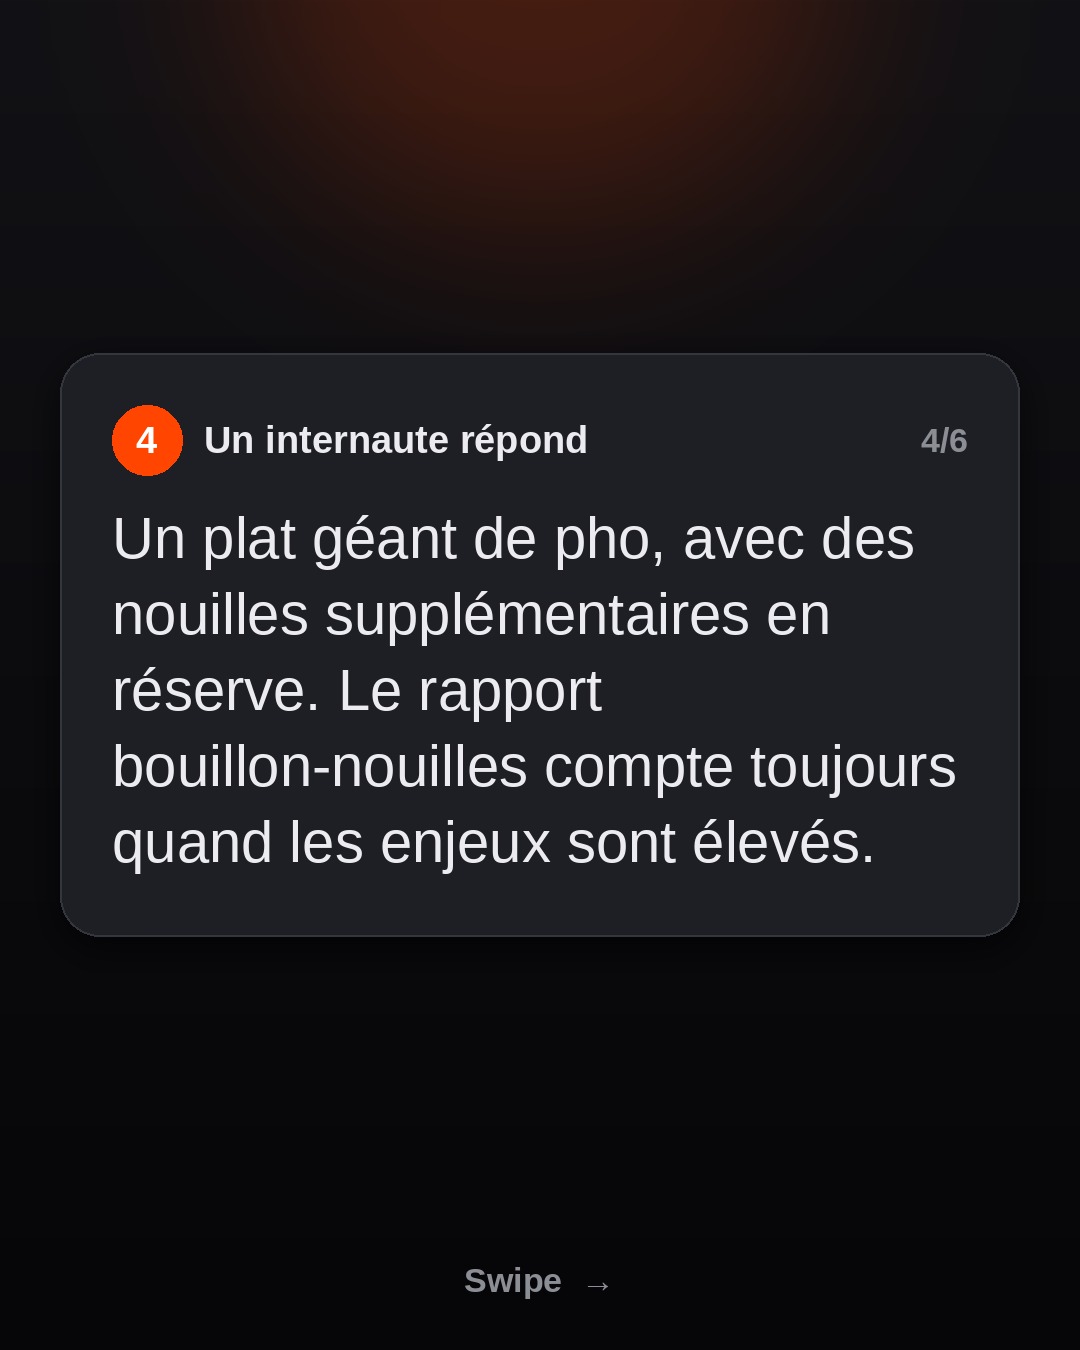 4 Un internaute répond 4/6
Un plat géant de pho, avec des
nouilles supplémentaires en
réserve. Le rapport
bouillon-nouilles compte toujours
quand les enjeux sont élevés.
Swipe →